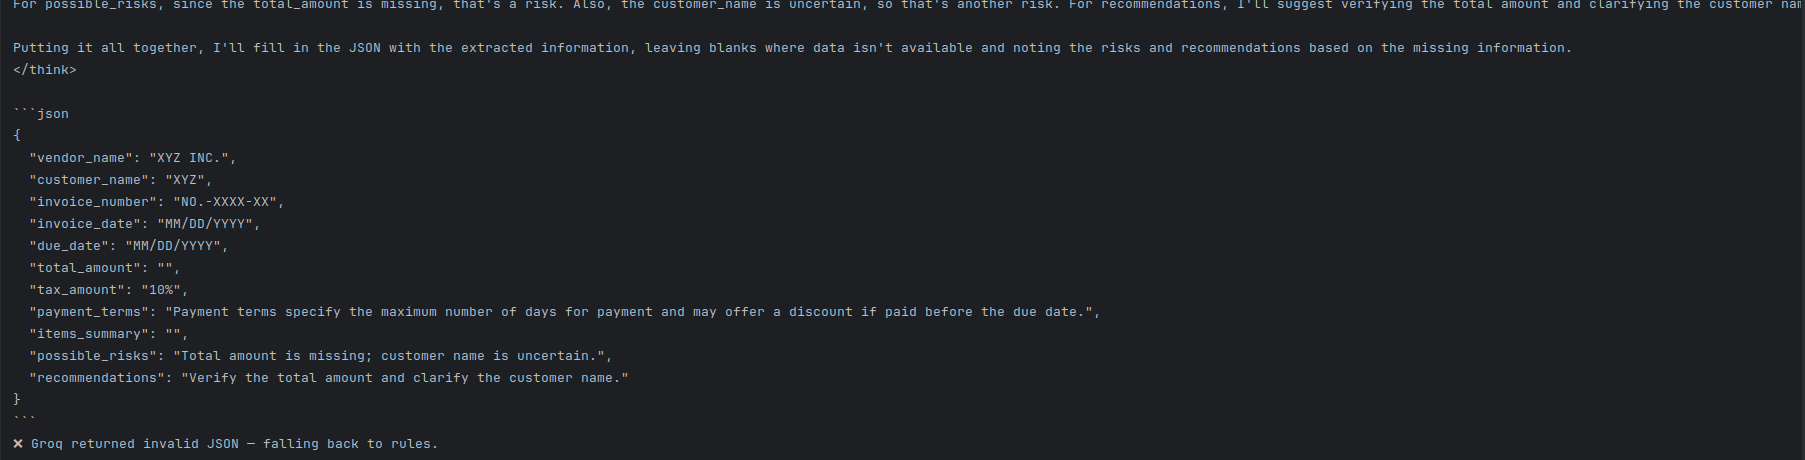 For possible_risks, since the total_amount is missing, that's a risk. Also, the customer_name is uncertain, so that's another risk. For recommendations, I'll suggest verifying the total amount and clarifying the customer nam
Putting it all together, I'll fill in the JSON with the extracted information, leaving blanks where data isn't available and noting the risks and recommendations based on the missing information.
</think>
```json
{
  "vendor_name": "XYZ INC.",
  "customer_name": "XYZ",
  "invoice_number": "NO.-XXXX-XX",
  "invoice_date": "MM/DD/YYYY",
  "due_date": "MM/DD/YYYY",
  "total_amount": "",
  "tax_amount": "10%",
  "payment_terms": "Payment terms specify the maximum number of days for payment and may offer a discount if paid before the due date.",
  "items_summary": "",
  "possible_risks": "Total amount is missing; customer name is uncertain.",
  "recommendations": "Verify the total amount and clarify the customer name."
}
```
❌ Groq returned invalid JSON — falling back to rules.